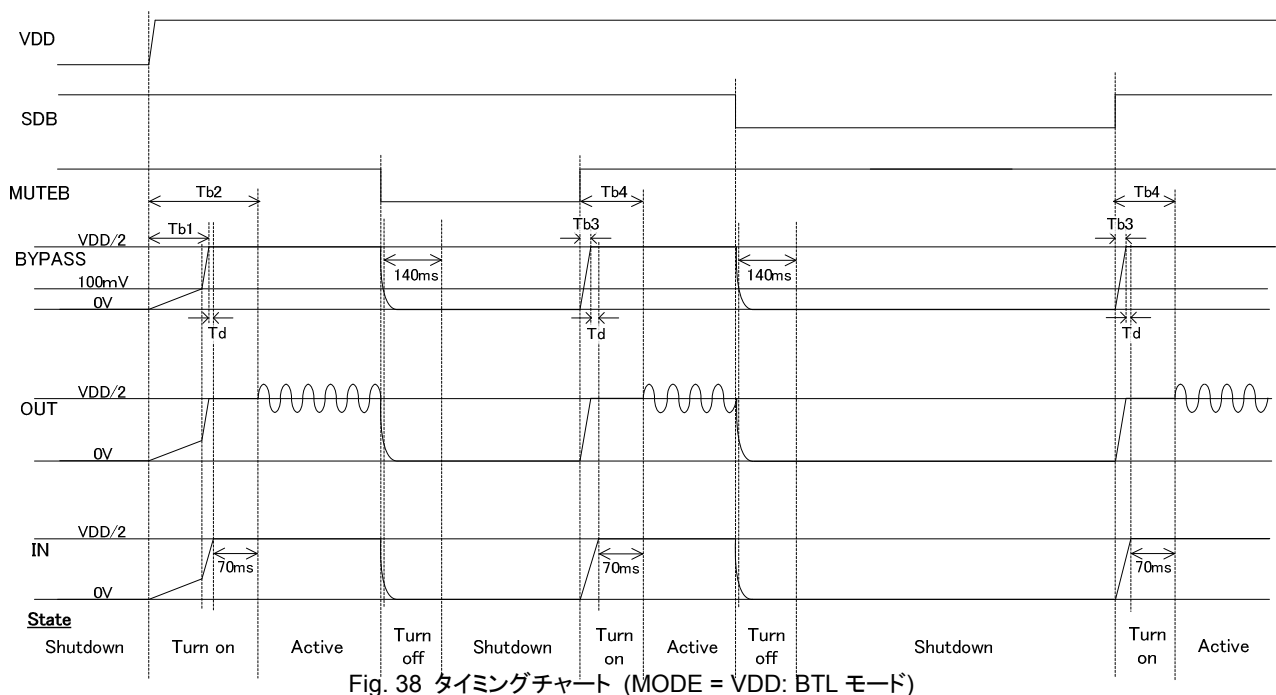 VDD
SDB
MUTEB
Tb2
Tb4
Tb4
Tb1
Tb3
Tb3
VDD/2
BYPASS
140ms
140ms
100mV
0V
Td
Td
Td
VDD/2
OUT
0V
VDD/2
IN
70ms
70ms
70ms
0V
State
Shutdown
Turn on
Active
Turn off
Shutdown
Turn on
Active
Turn off
Shutdown
Turn on
Active
Fig. 38 タイミングチャート (MODE = VDD: BTL モード)